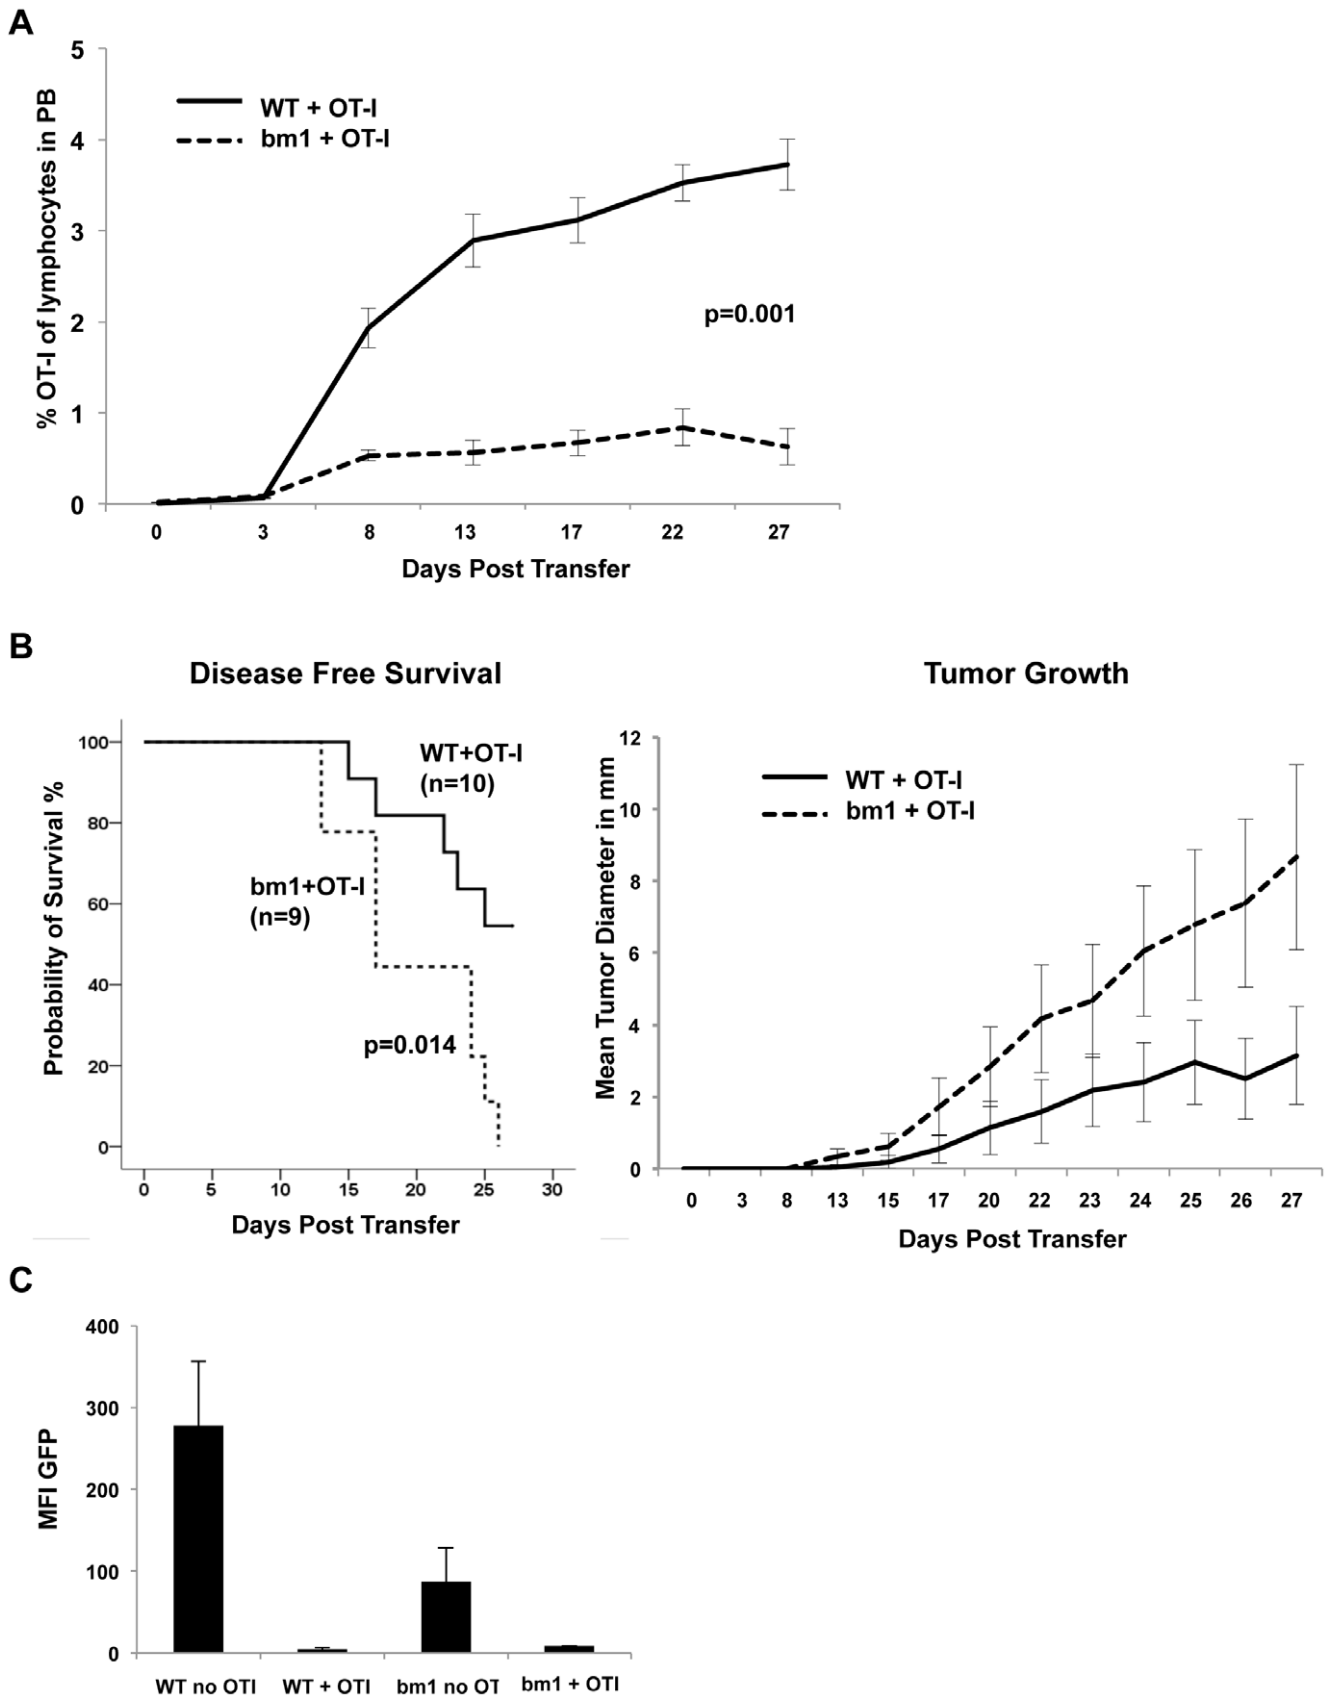 A
5
4
3
2
1
0
% OT-I of lymphocytes in PB
WT + OT-I
bm1 + OT-I
p=0.001
0 3 8 13 17 22 27
Days Post Transfer
B
Disease Free Survival
100
80
60
40
20
0
Probability of Survival %
WT+OT-I
(n=10)
bm1+OT-I
(n=9)
p=0.014
0 5 10 15 20 25 30
Days Post Transfer
Tumor Growth
12
10
8
6
4
2
0
Mean Tumor Diameter in mm
WT + OT-I
bm1 + OT-I
0 3 8 13 15 17 20 22 23 24 25 26 27
Days Post Transfer
C
400
300
200
100
0
MFI GFP
WT no OTI WT + OTI bm1 no OT bm1 + OTI